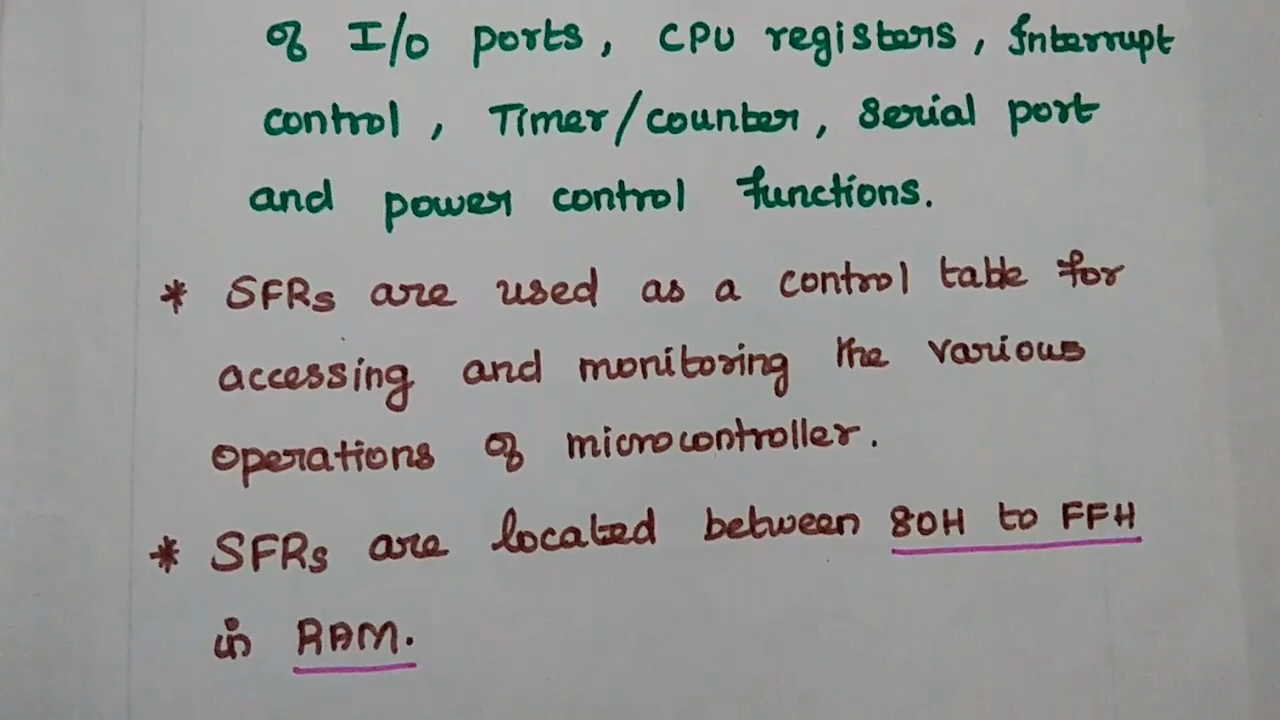 of I/O ports, CPU registers, Interrupt
control, Timer/counter, Serial port
and power control functions.
* SFRs are used as a control table for
accessing and monitoring the various
operations of microcontroller.
* SFRs are located between 80H to FFH
in RAM.